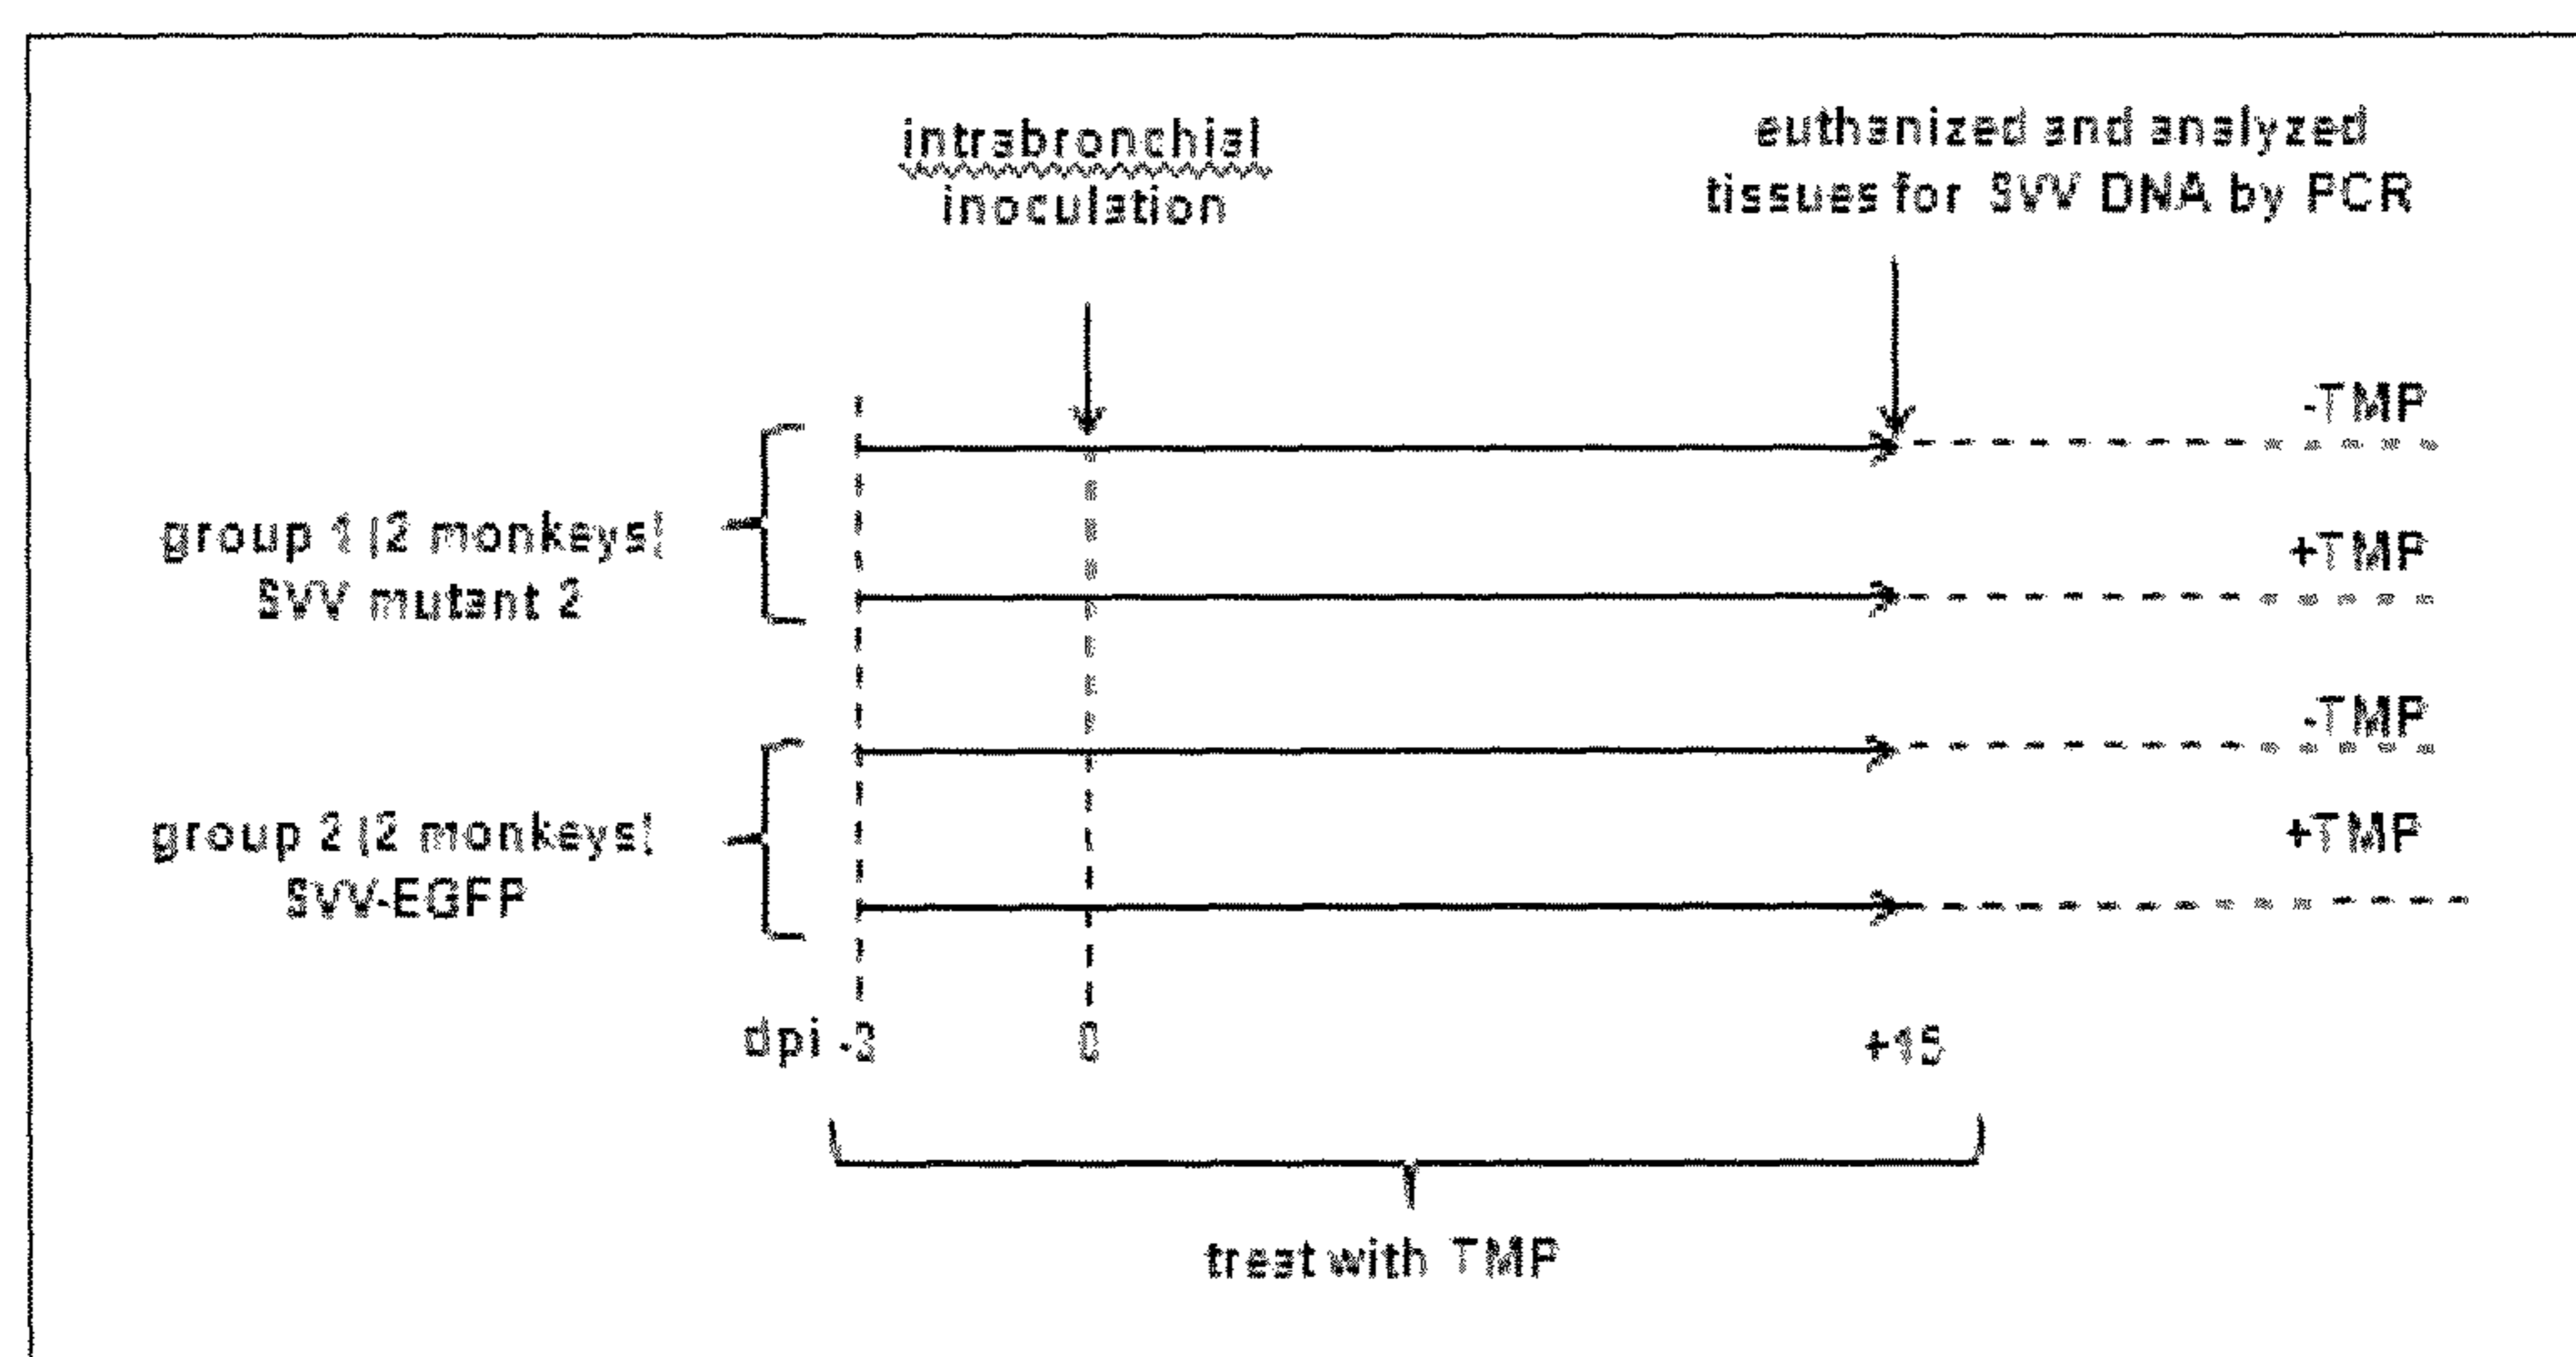 intrabronchial
inoculation
euthanized and analyzed
tissues for SVV DNA by PCR
-TMP
+TMP
group 1 (2 monkeys)
SVV mutant 2
-TMP
+TMP
group 2 (2 monkeys)
SVV-EGFP
dpi
0
+15
treat with TMP